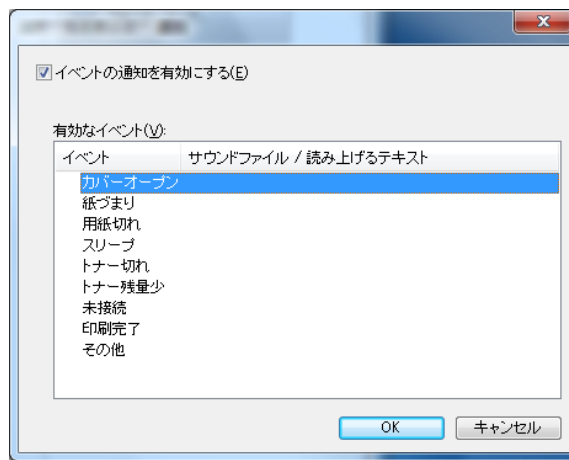 イベントの通知を有効にする(E)
有効なイベント(V):
イベント サウンドファイル / 読み上げるテキスト
カバーオープン
紙づまり
用紙切れ
スリープ
トナー切れ
トナー残量少
未接続
印刷完了
その他
OK キャンセル